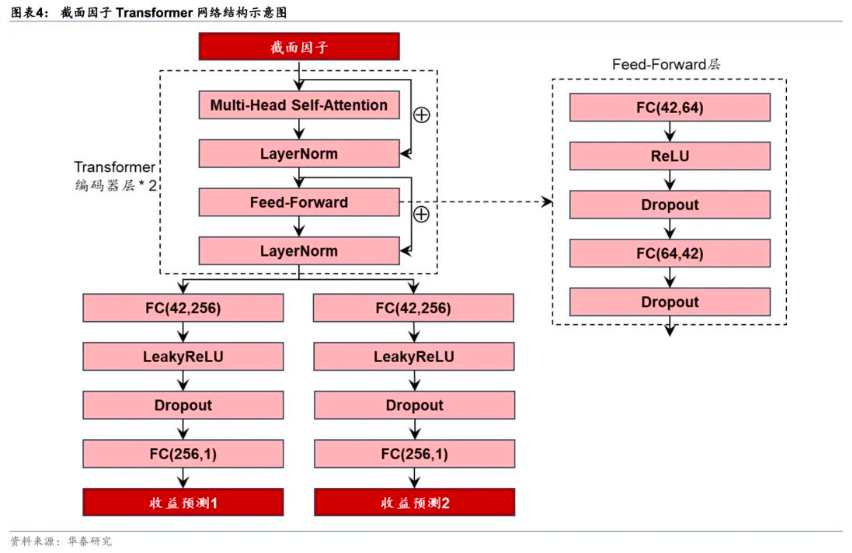 图表4： 截面因子 Transformer 网络结构示意图
截面因子
Multi-Head Self-Attention
LayerNorm
Transformer
编码器层* 2
Feed-Forward
LayerNorm
Feed-Forward层
FC(42,64)
ReLU
Dropout
FC(64,42)
Dropout
FC(42,256)
LeakyReLU
Dropout
FC(256,1)
收益预测1
FC(42,256)
LeakyReLU
Dropout
FC(256,1)
收益预测2
资料来源：华泰研究